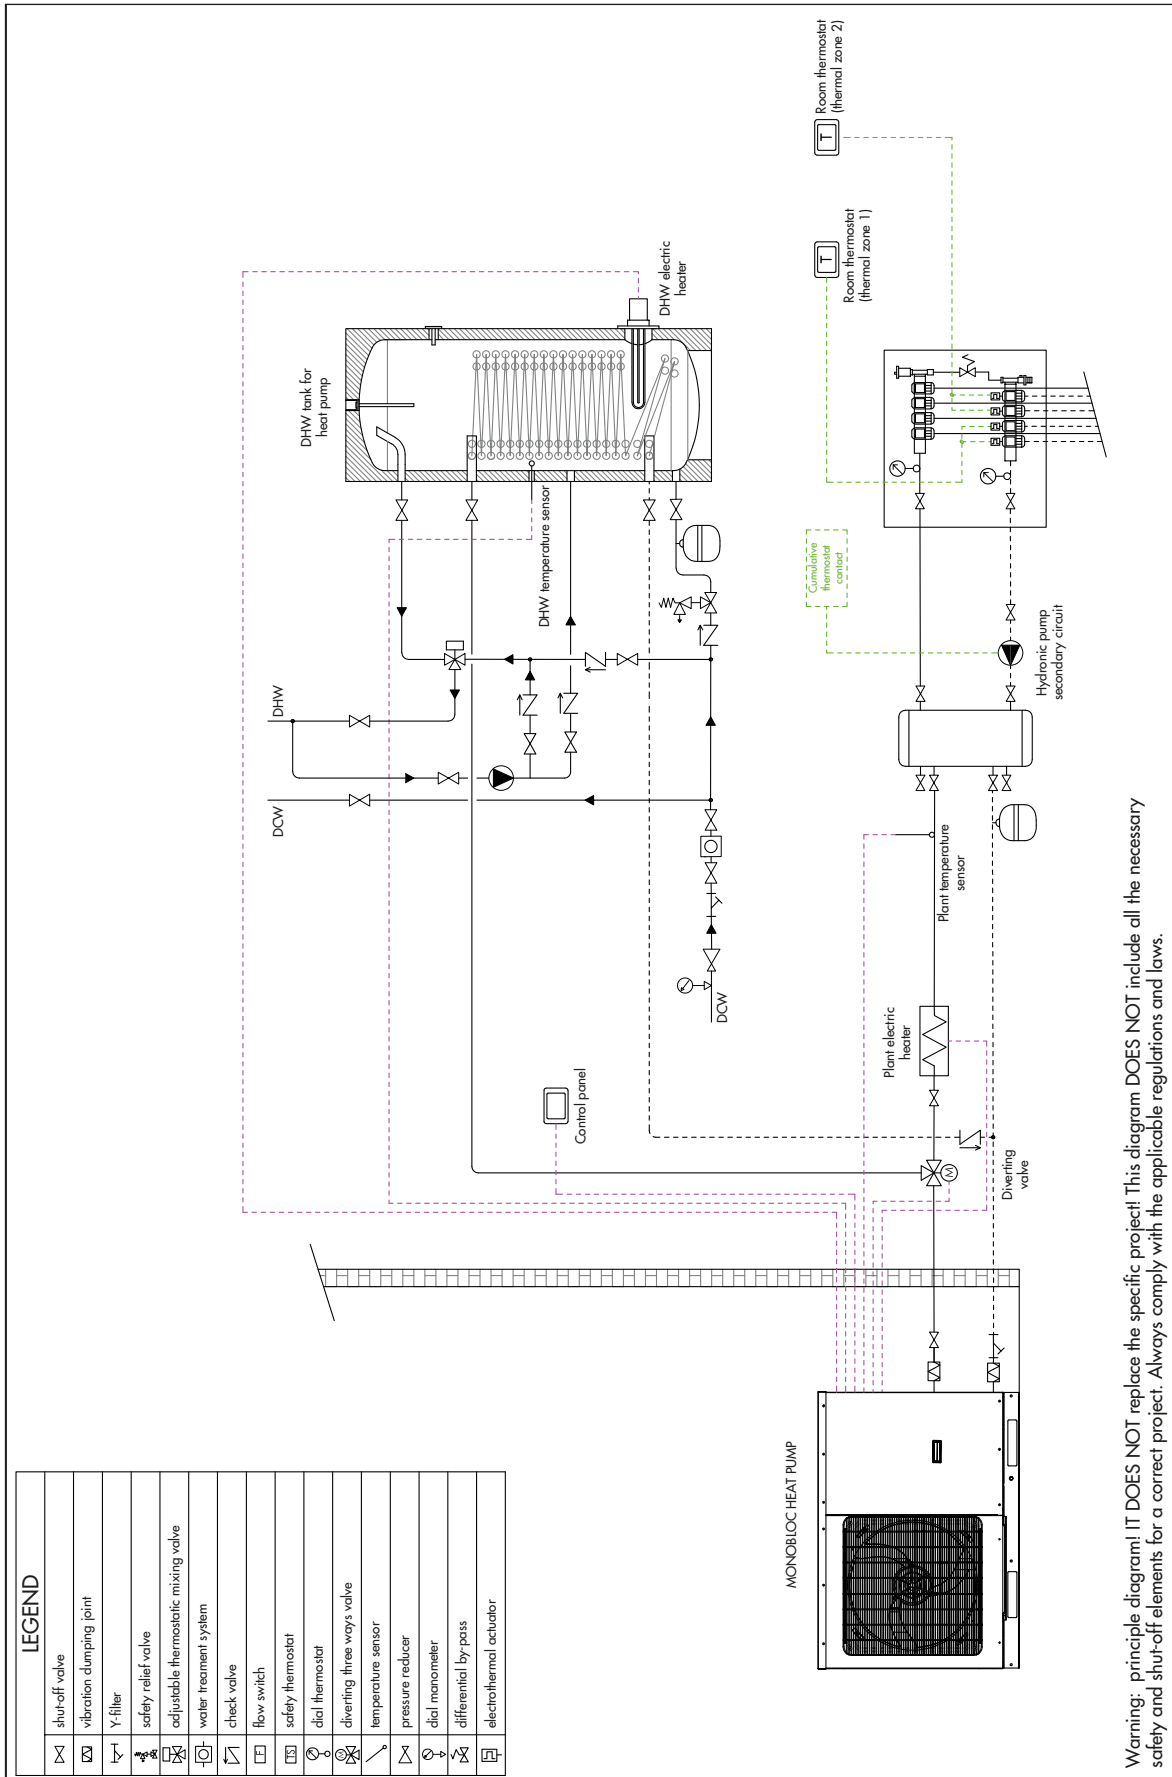 LEGEND
shut-off valve
vibration dumping joint
Y-filter
safety relief valve
adjustable thermostatic mixing valve
water treament system
check valve
F
flow switch
TS
safety thermostat
dial thermostat
M
diverting three ways valve
temperature sensor
pressure reducer
dial manometer
differential by-pass
electrothermal actuator
MONOBLOC HEAT PUMP
DCW
DHW
DHW tank for
heat pump
DHW temperature sensor
DHW electric
heater
Control panel
DCW
Plant electric
heater
M
Diverting
valve
Plant temperature
sensor
Cumulative
thermostat
contact
Hydronic pump
secondary circuit
T
Room thermostat
(thermal zone 1)
T
Room thermostat
(thermal zone 2)
Warning: principle diagram! IT DOES NOT replace the specific project! This diagram DOES NOT include all the necessary
safety and shut-off elements for a correct project. Always comply with the applicable regulations and laws.